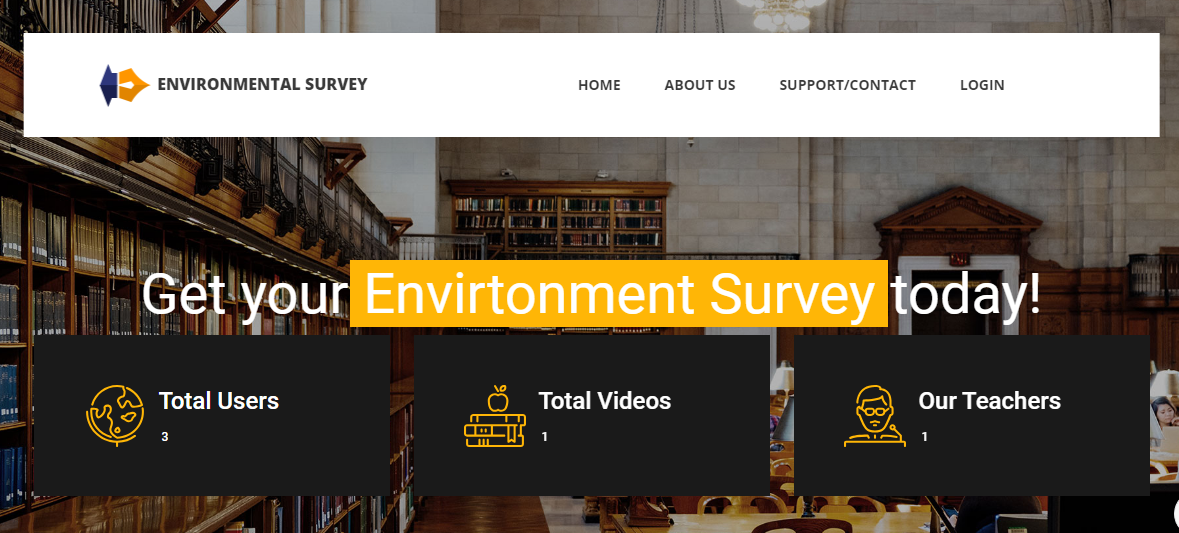 ENVIRONMENTAL SURVEY
HOME ABOUT US SUPPORT/CONTACT LOGIN
Get your Envirtonment Survey today!
Total Users
3
Total Videos
1
Our Teachers
1